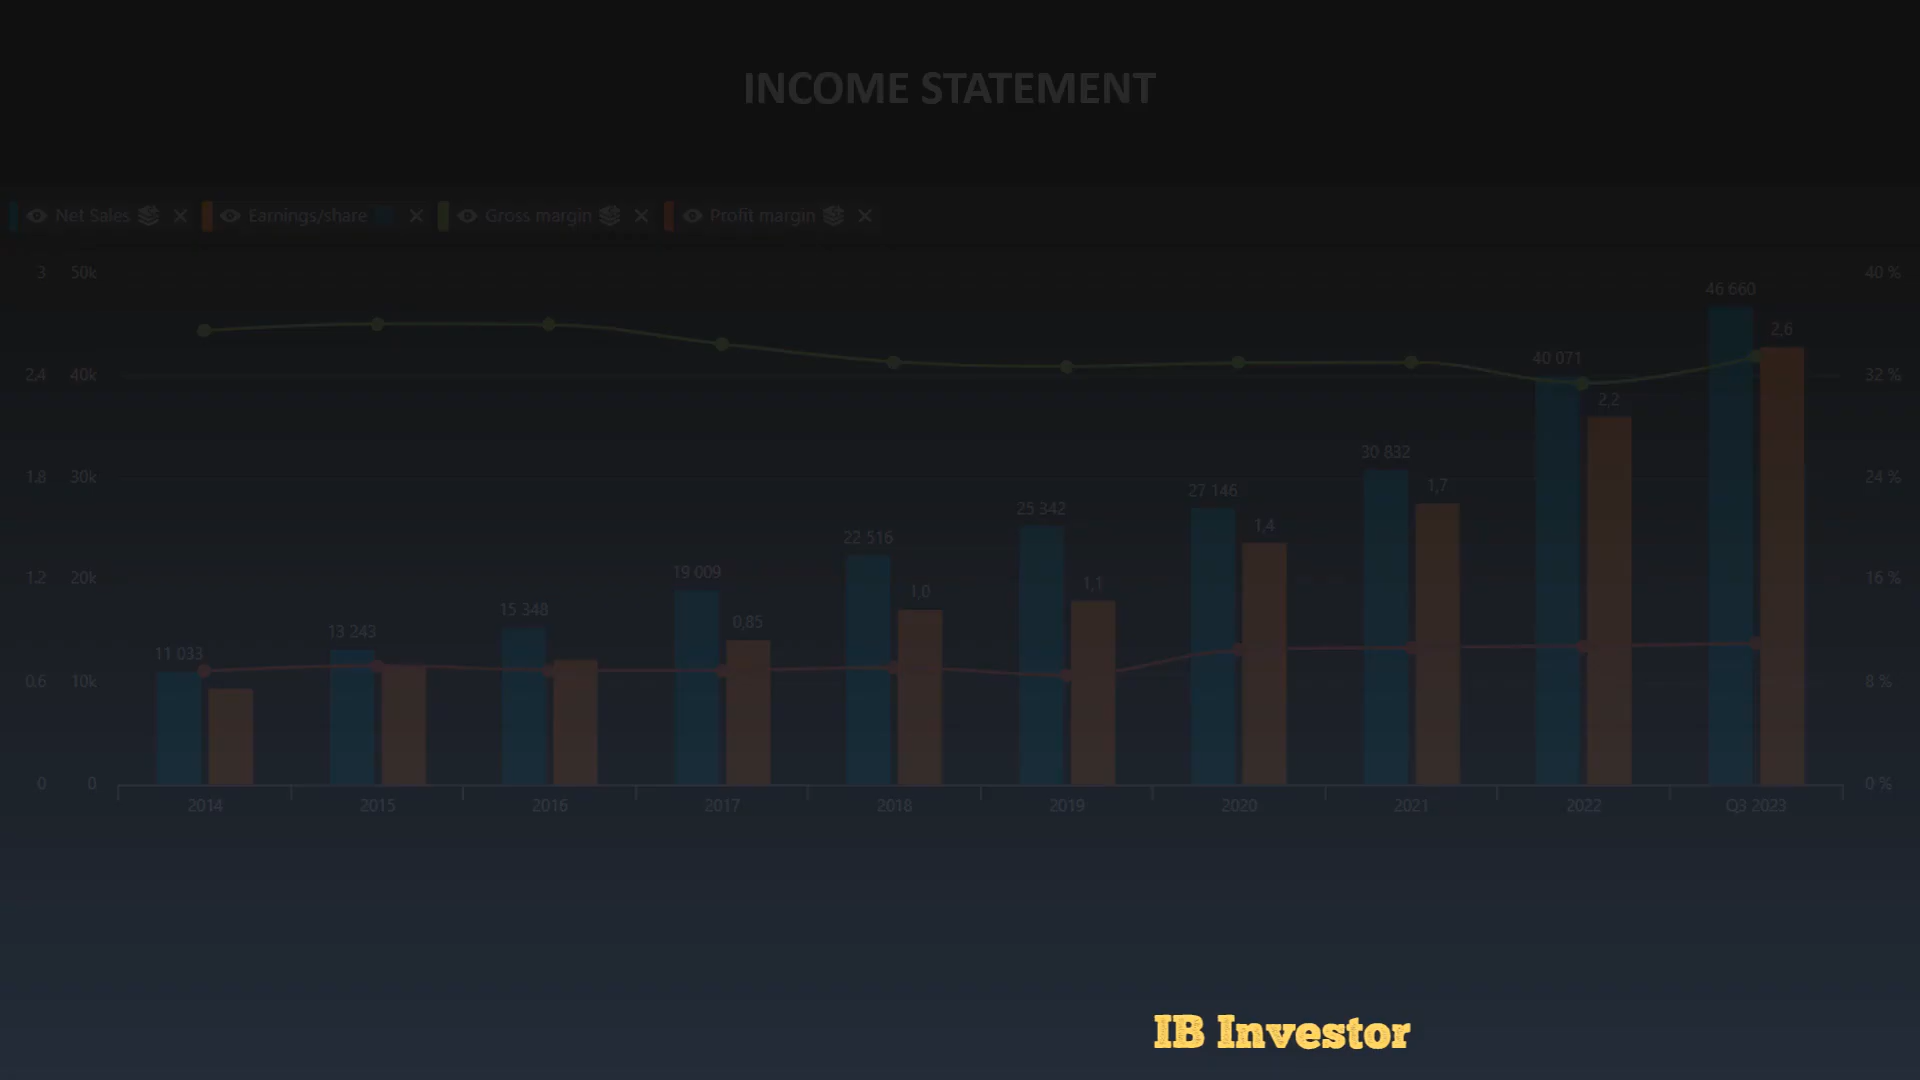 INCOME STATEMENT
Net Sales Earnings/share Gross margin Profit margin
3 50k 40 %
46 660
2,6
40 071
2.4 40k 32 %
2,2
30 832
1.8 30k 24 %
1,7
27 146
25 342
1,4
22 516
19 009
1.2 20k 16 %
1,1
1,0
15 348
0,85
13 243
11 033
0.6 10k 8 %
0 0 0 %
2014 2015 2016 2017 2018 2019 2020 2021 2022 Q3 2023
IB Investor